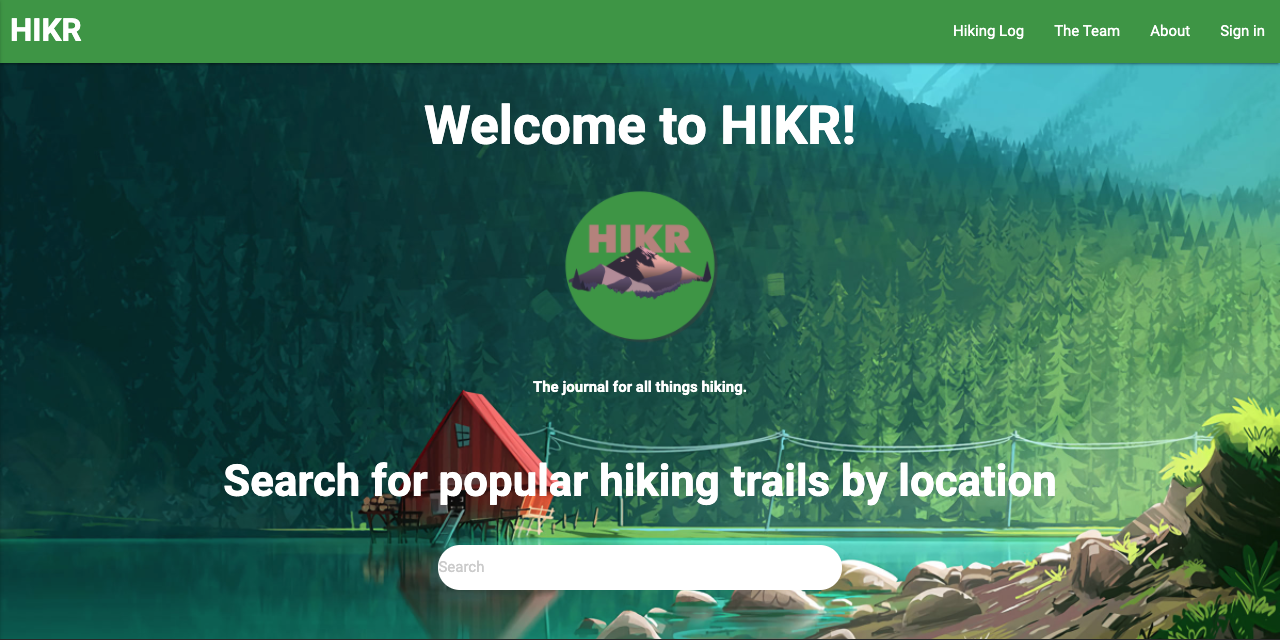 HIKR
Hiking Log
The Team
About
Sign in
Welcome to HIKR!
HIKR
The journal for all things hiking.
Search for popular hiking trails by location
Search